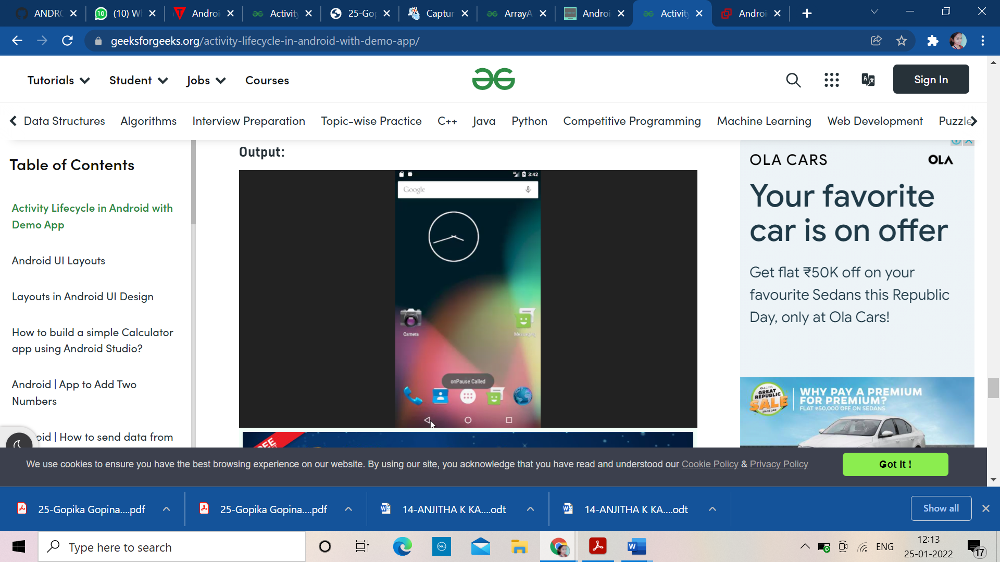 ANDRO
(10) W
Androi
Activity
25-Gop
Captur
ArrayA
Androi
Activity
Androi
geeksforgeeks.org/activity-lifecycle-in-android-with-demo-app/
Tutorials
Student
Jobs
Courses
Sign In
Data Structures
Algorithms
Interview Preparation
Topic-wise Practice
C++
Java
Python
Competitive Programming
Machine Learning
Web Development
Puzzle
Table of Contents
Activity Lifecycle in Android with
Demo App
Android UI Layouts
Layouts in Android UI Design
How to build a simple Calculator
app using Android Studio?
Android | App to Add Two
Numbers
oid | How to send data from
Output:
3:42
Google
Camera
Messaging
onPause Called
OLA CARS
OLA
Your favorite
car is on offer
Get flat ₹50K off on your
favourite Sedans this Republic
Day, only at Ola Cars!
OLA CARS
GREAT
REPUBLIC
SALE
18-31 JAN
WHY PAY A PREMIUM
FOR PREMIUM?
FLAT ₹50,000 OFF ON SEDANS
We use cookies to ensure you have the best browsing experience on our website. By using our site, you acknowledge that you have read and understood our Cookie Policy & Privacy Policy
Got It !
25-Gopika Gopina....pdf
25-Gopika Gopina....pdf
14-ANJITHA K KA....odt
14-ANJITHA K KA....odt
Show all
Type here to search
DELL
ENG
12:13
25-01-2022
17